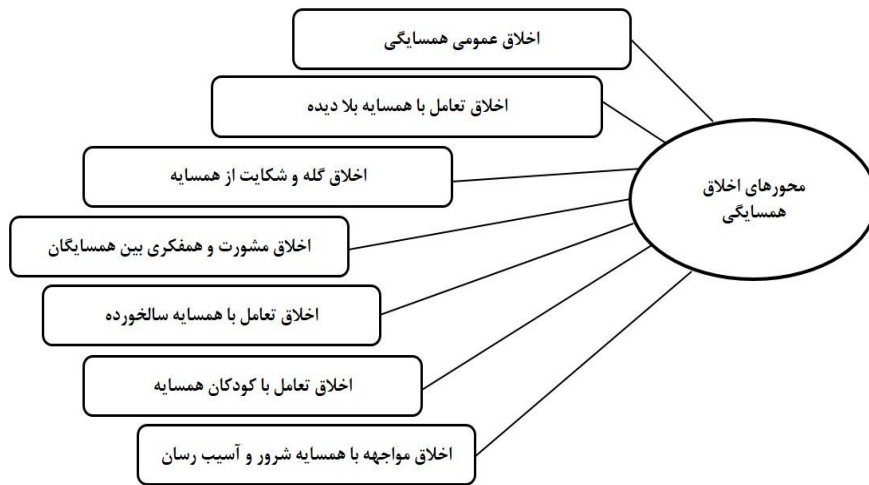 اخلاق عمومی همسایگی
اخلاق تعامل با همسایه بلا دیده
اخلاق گله و شکایت از همسایه
اخلاق مشورت و همفکری بین همسایگان
اخلاق تعامل با همسایه سالخورده
اخلاق تعامل با کودکان همسایه
اخلاق مواجهه با همسایه شرور و آسیب رسان
محورهای اخلاق
همسایگی